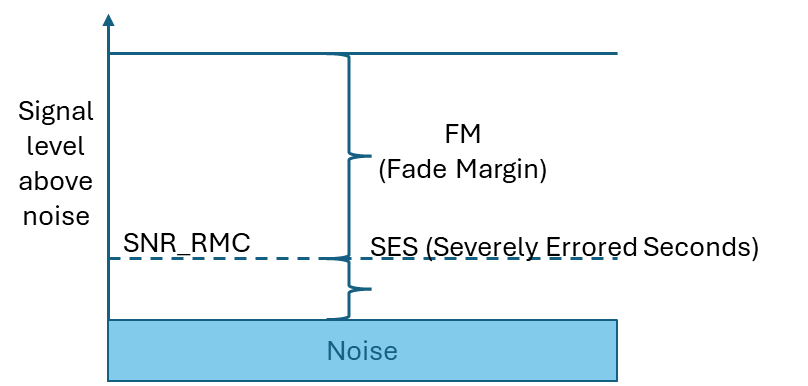 Signal
level
above
noise
FM
(Fade Margin)
SNR_RMC
SES (Severely Errored Seconds)
Noise